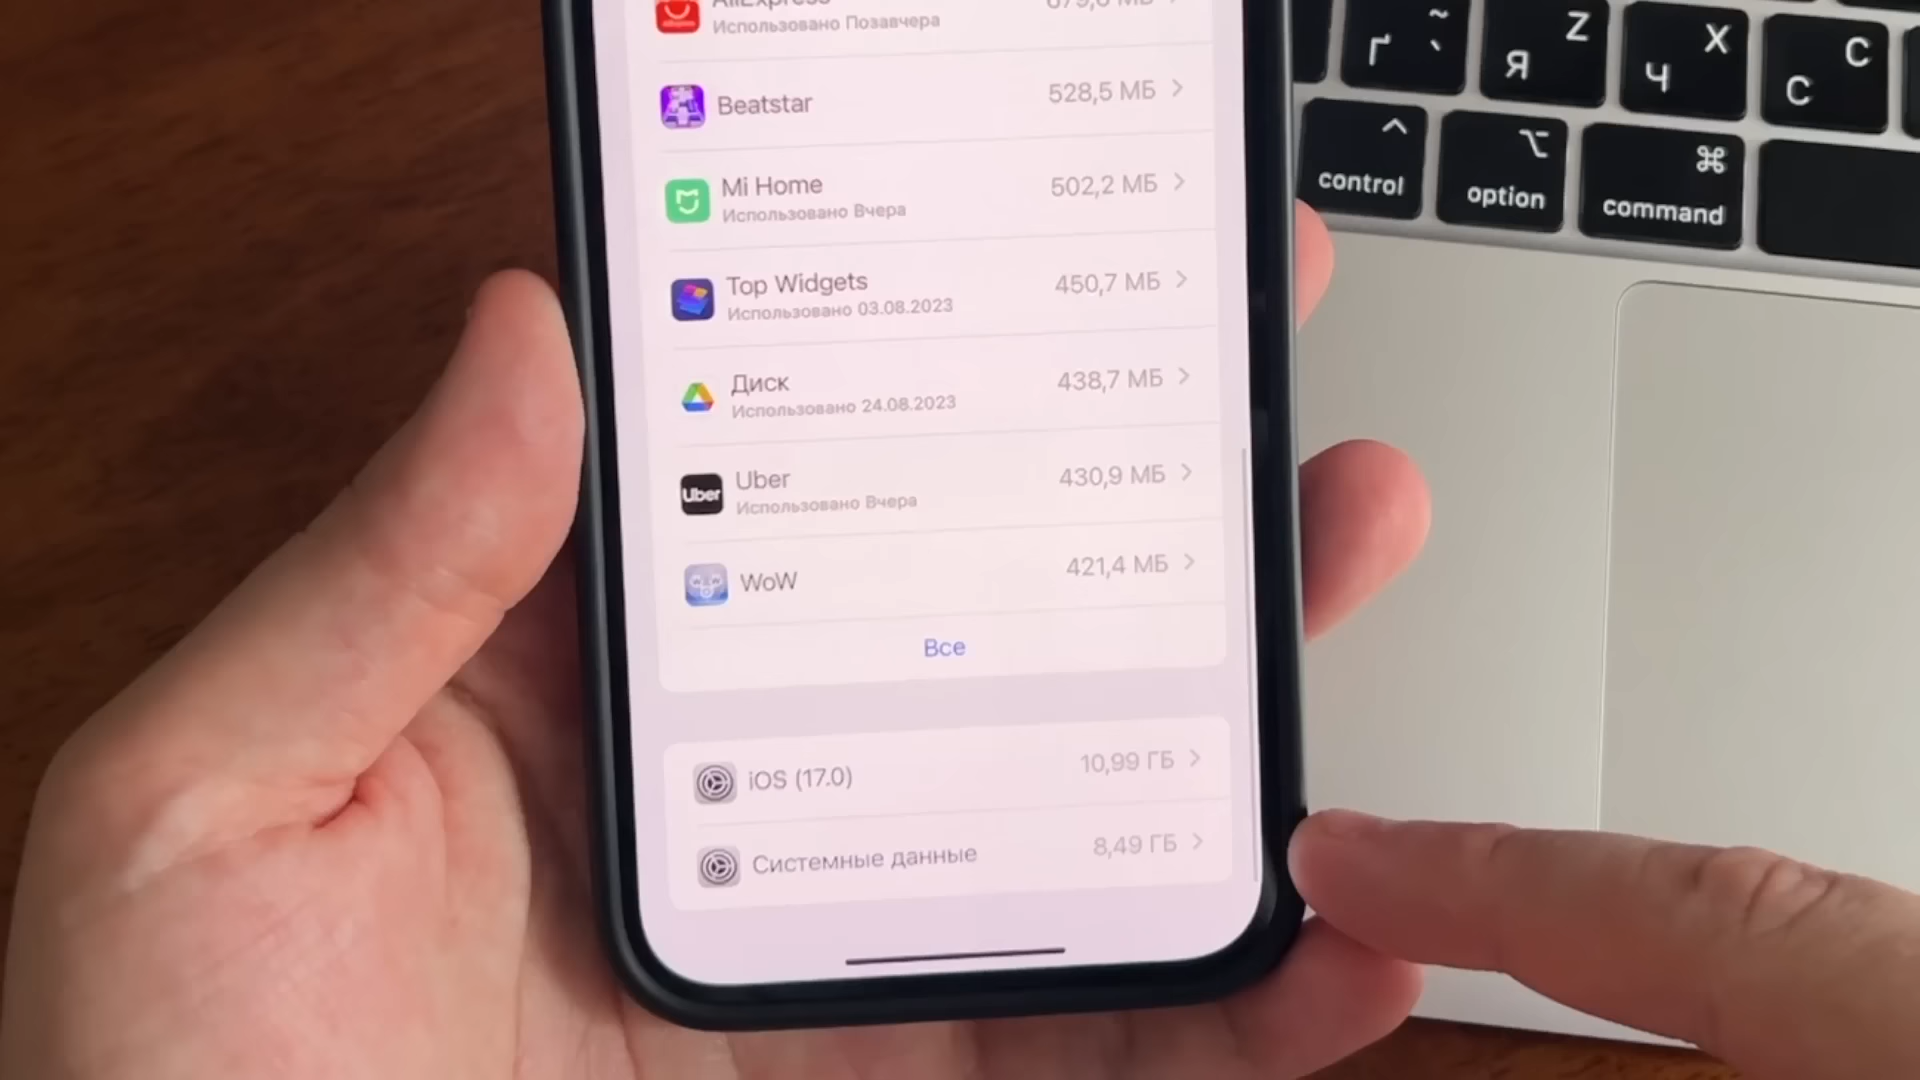 AliExpress
Использовано Позавчера
Beatstar
528,5 МБ
Mi Home
502,2 МБ
Использовано Вчера
Top Widgets
450,7 МБ
Использовано 03.08.2023
Диск
438,7 МБ
Использовано 24.08.2023
Uber
Uber
430,9 МБ
Использовано Вчера
WoW
421,4 МБ
Все
iOS (17.0)
10,99 ГБ
Системные данные
8,49 ГБ
~
Ґ `
Z
Я
X
Ч
C
С
^
control
⌥
option
⌘
command